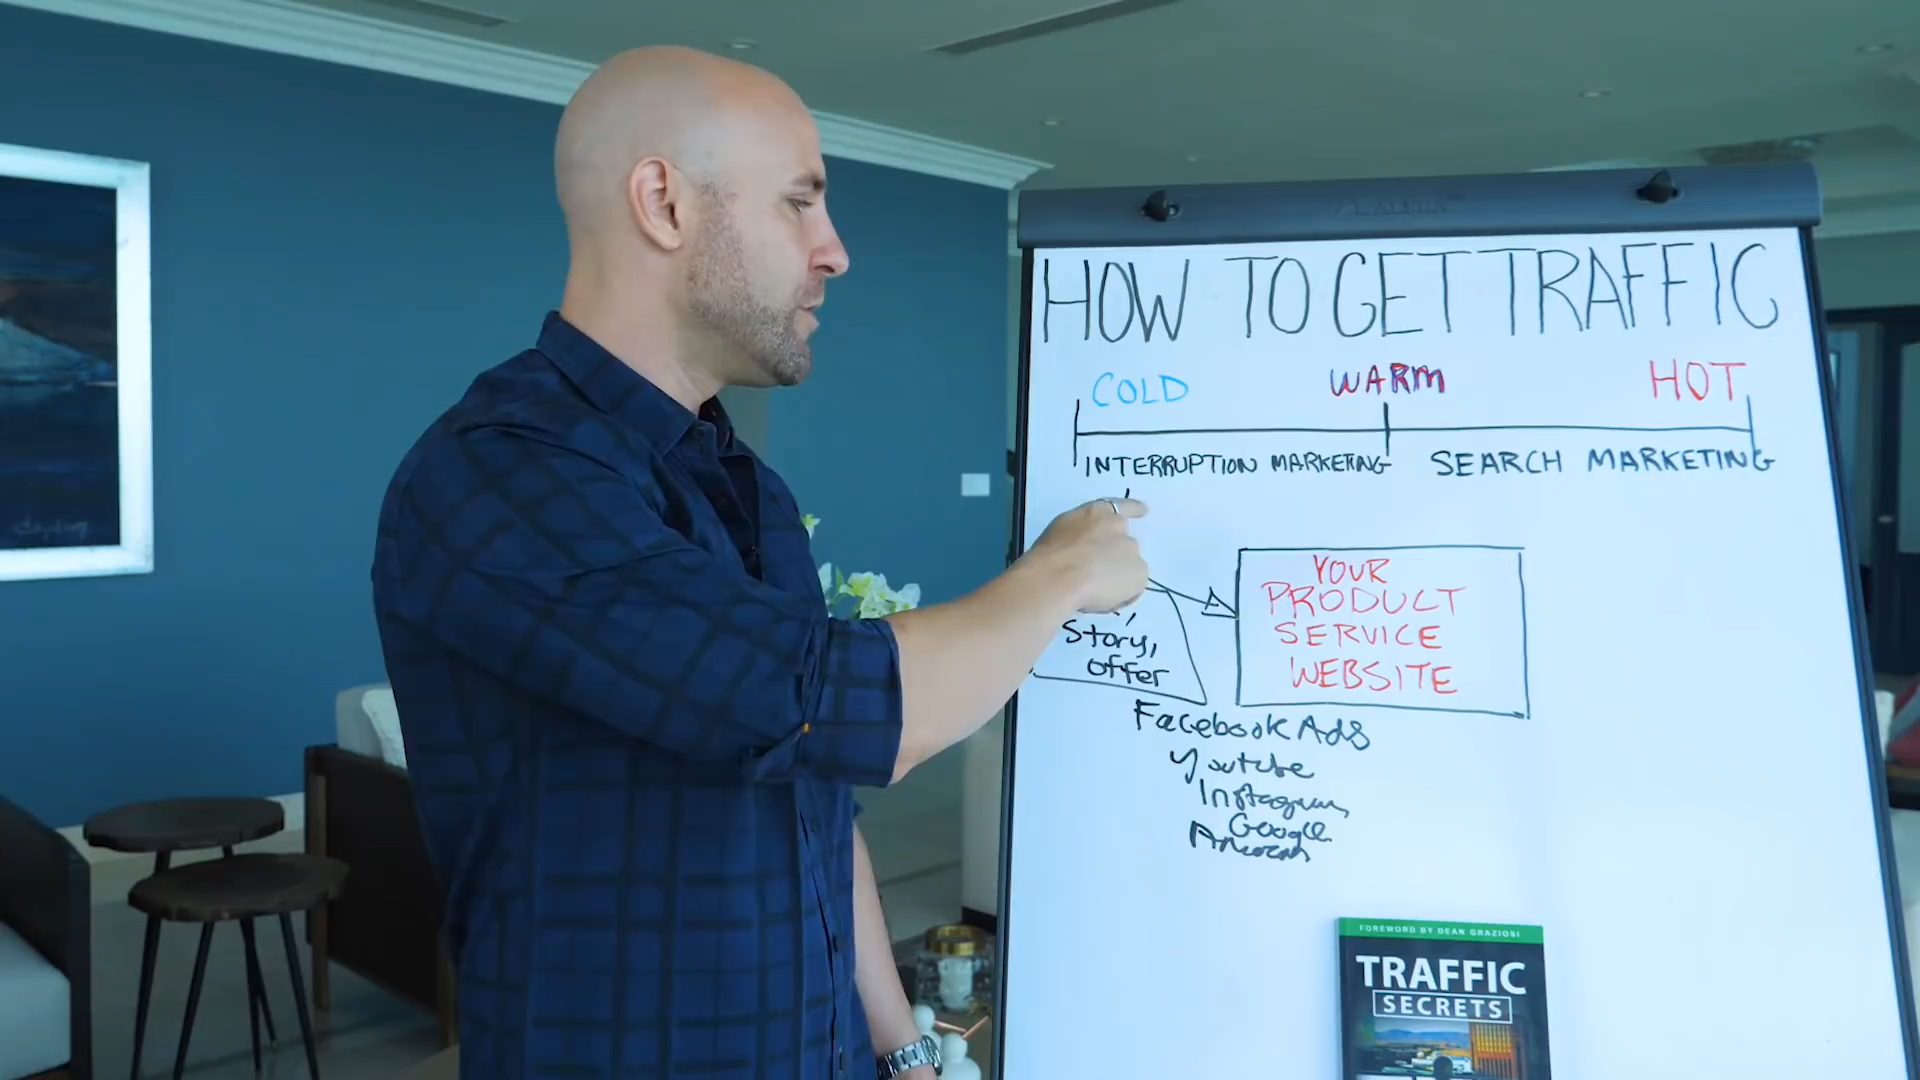 HOW TO GET TRAFFIC
COLD WARM HOT
INTERRUPTION MARKETING SEARCH MARKETING
YOUR
PRODUCT
SERVICE
WEBSITE
Story,
offer
Facebook Ads
Youtube
Instagram
Google
Amazon
FOREWORD BY DEAN GRAZIOSI
TRAFFIC
SECRETS